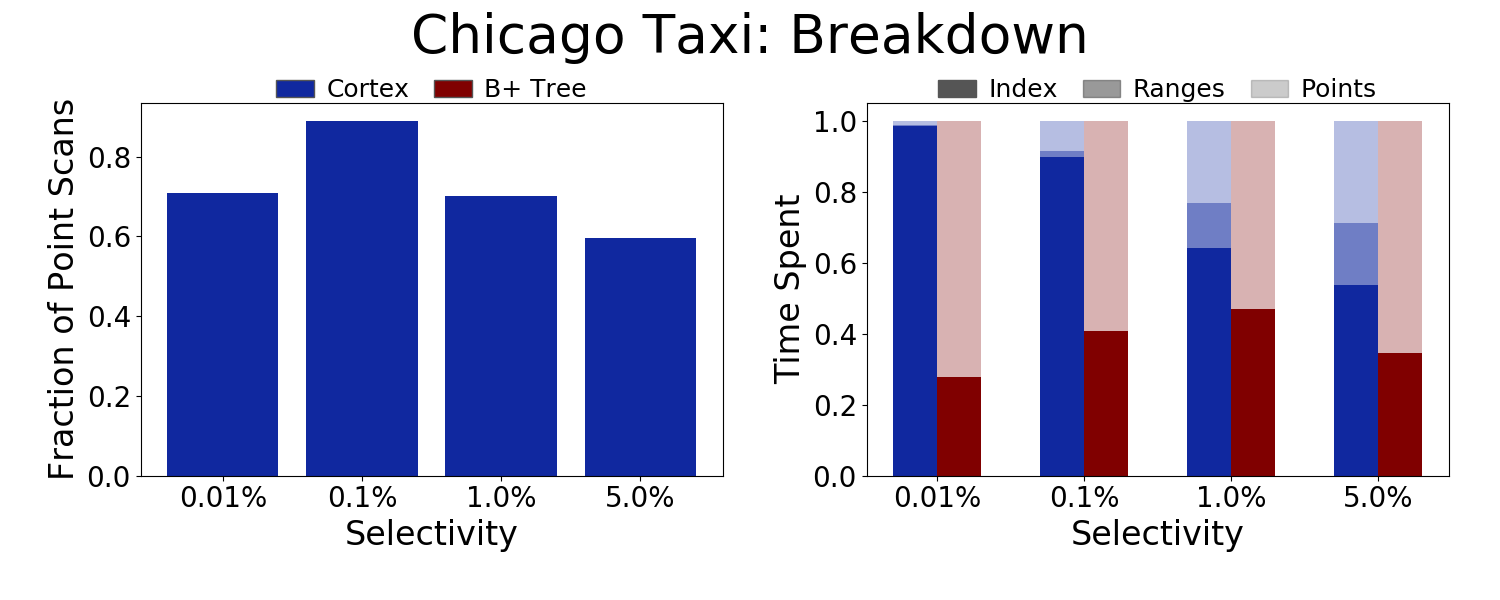 Chicago Taxi: Breakdown
Cortex
B+ Tree
Fraction of Point Scans
0.8
0.6
0.4
0.2
0.0
0.01%
0.1%
1.0%
5.0%
Selectivity
Index
Ranges
Points
Time Spent
1.0
0.8
0.6
0.4
0.2
0.0
0.01%
0.1%
1.0%
5.0%
Selectivity